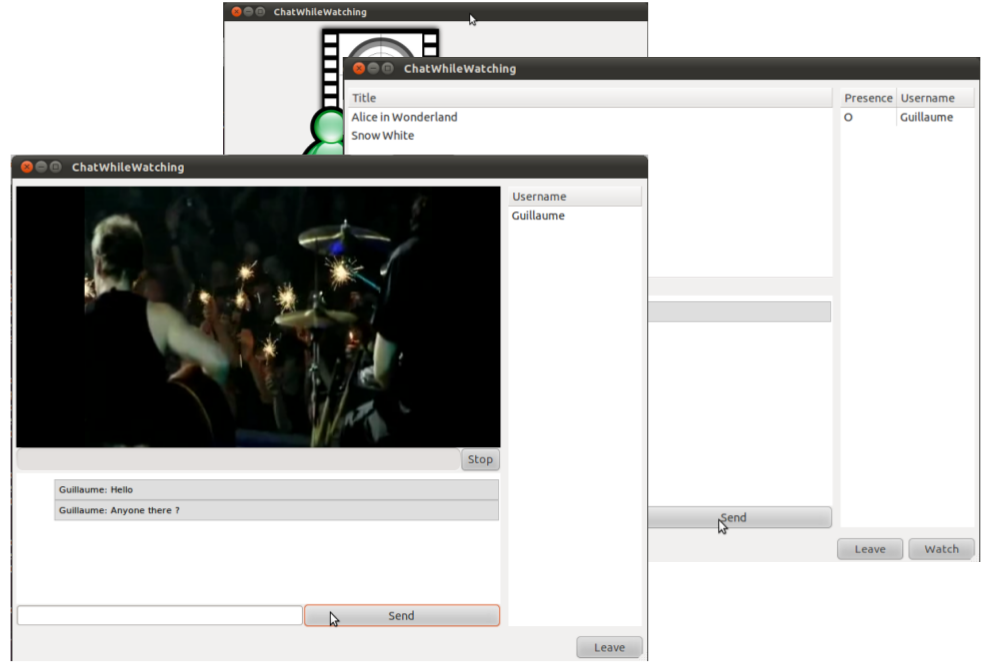 ChatWhileWatching
ChatWhileWatching
Title
Presence
Username
Alice in Wonderland
O
Guillaume
Snow White
Send
Leave
Watch
ChatWhileWatching
Username
Guillaume
Stop
Guillaume: Hello
Guillaume: Anyone there ?
Send
Leave